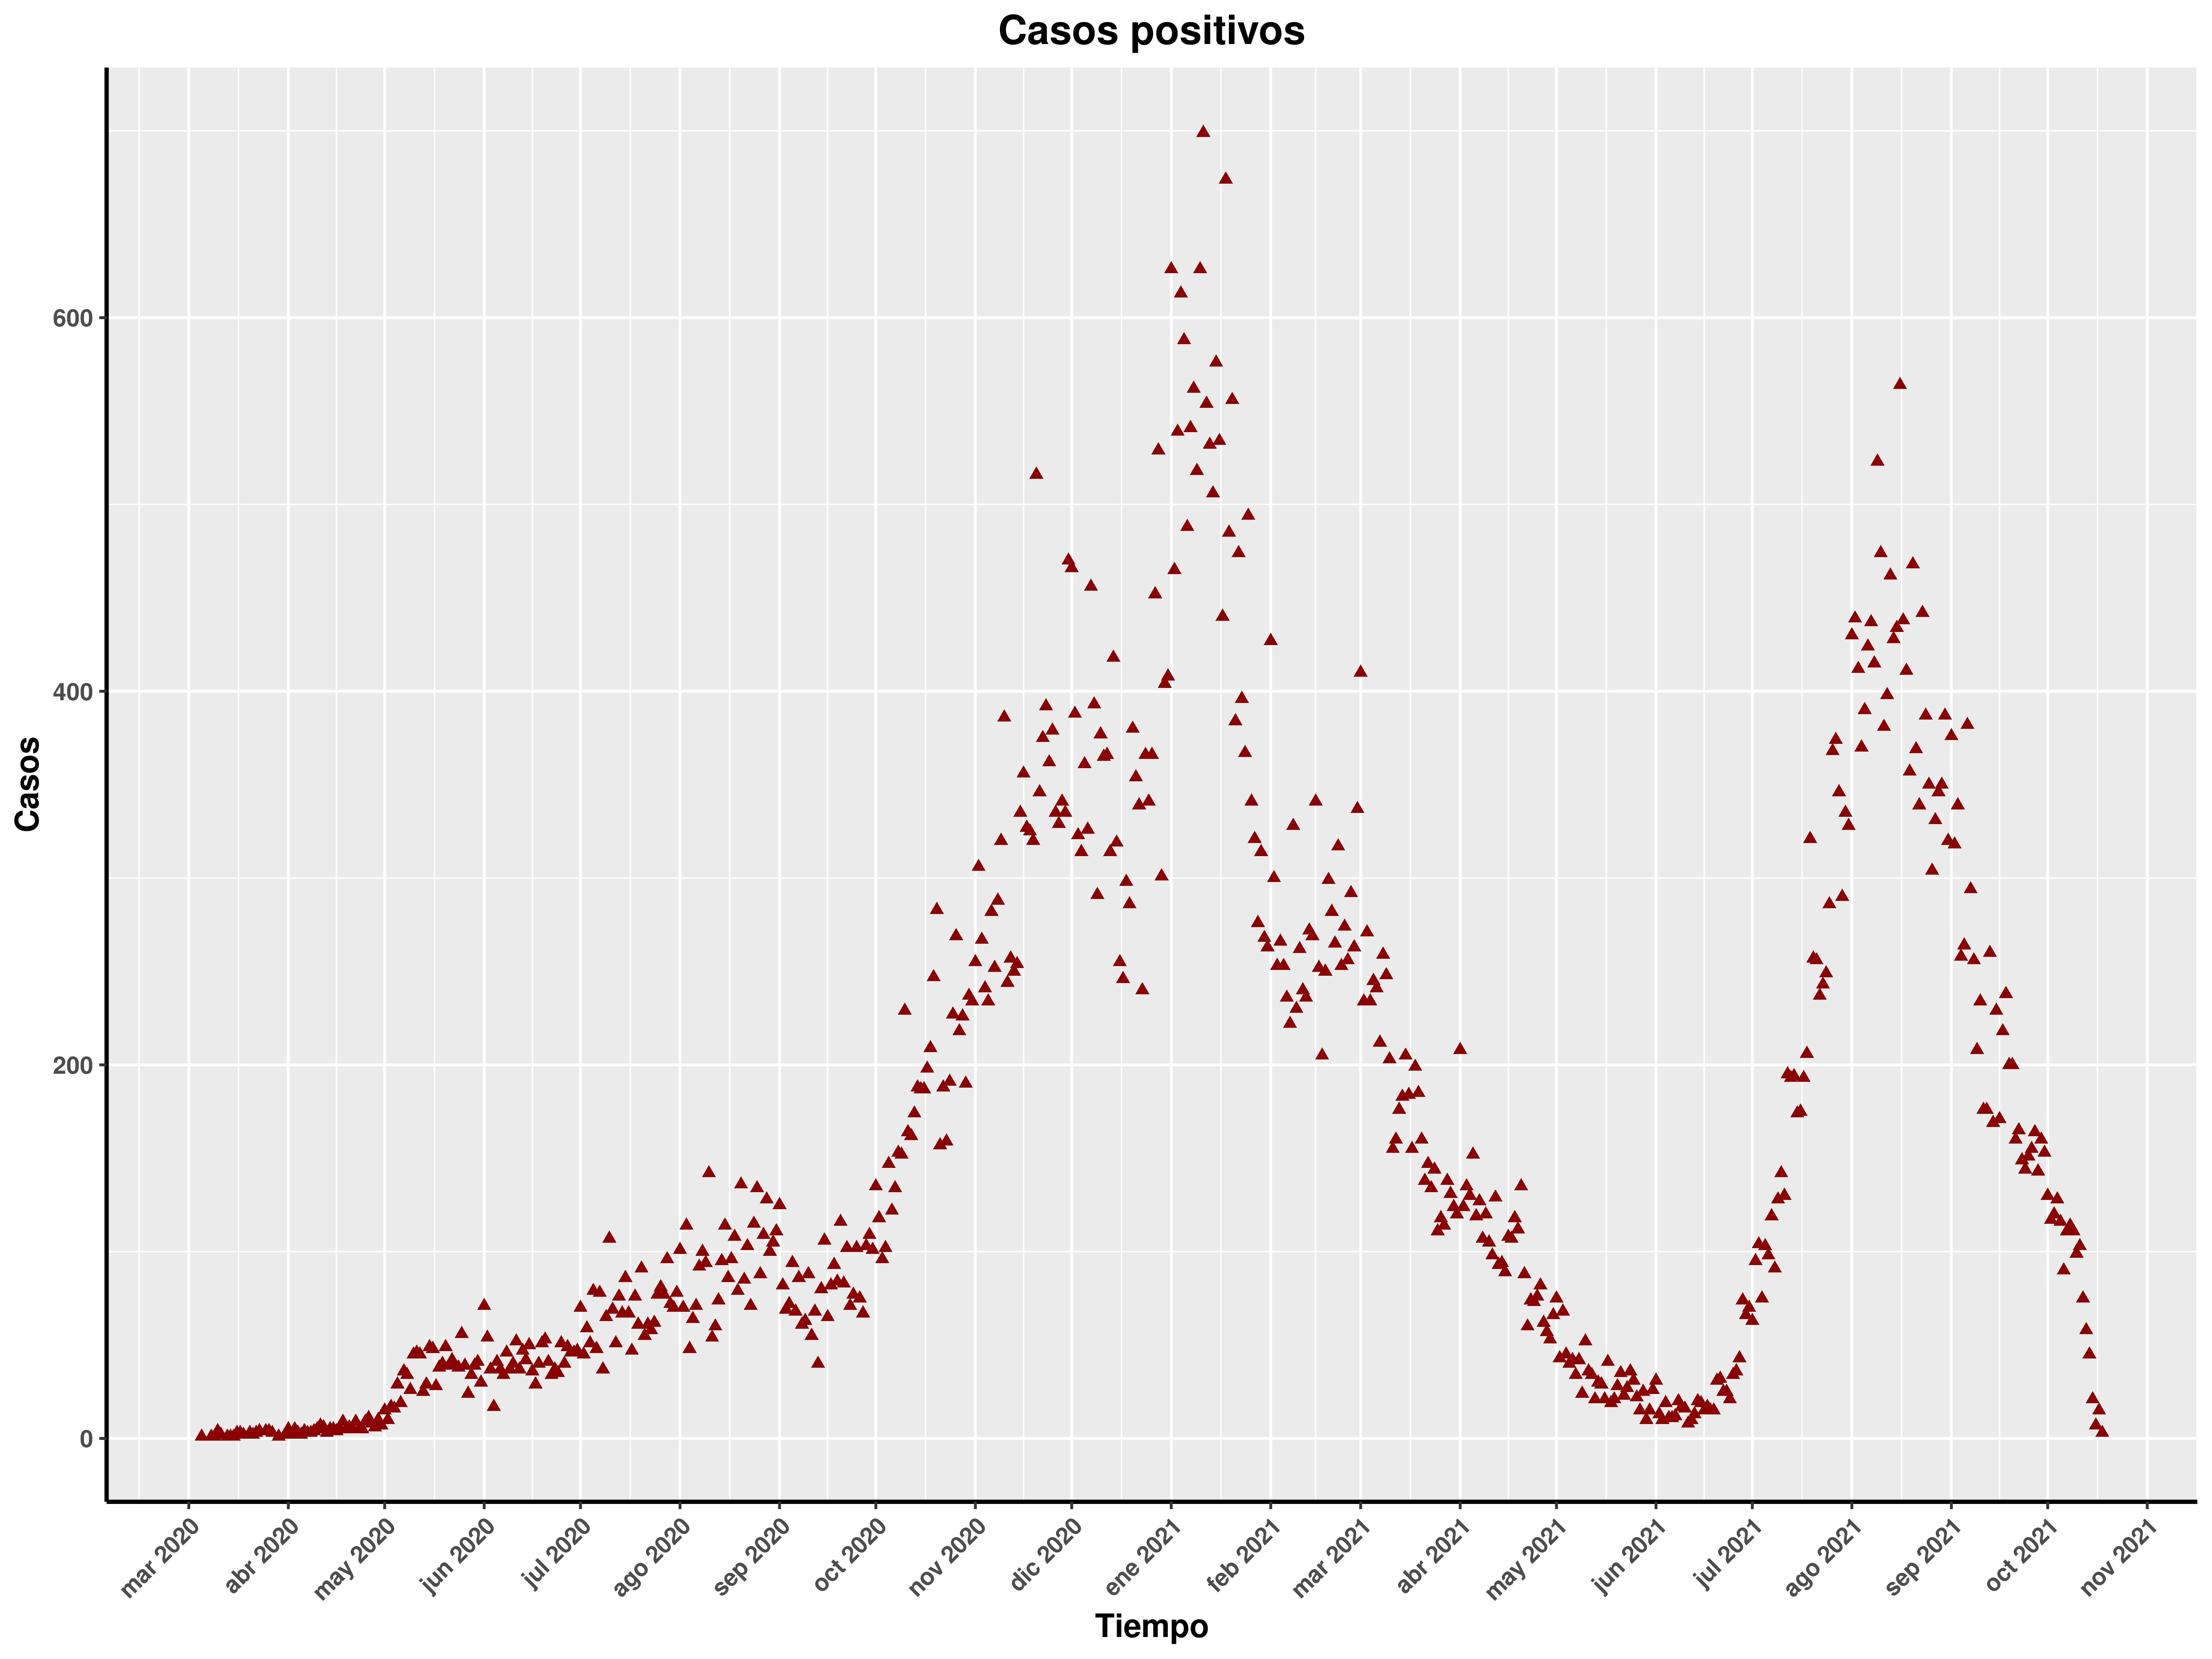 Casos positivos
Casos
600
400
200
0
mar 2020
abr 2020
may 2020
jun 2020
jul 2020
ago 2020
sep 2020
oct 2020
nov 2020
dic 2020
ene 2021
feb 2021
mar 2021
abr 2021
may 2021
jun 2021
jul 2021
ago 2021
sep 2021
oct 2021
nov 2021
Tiempo